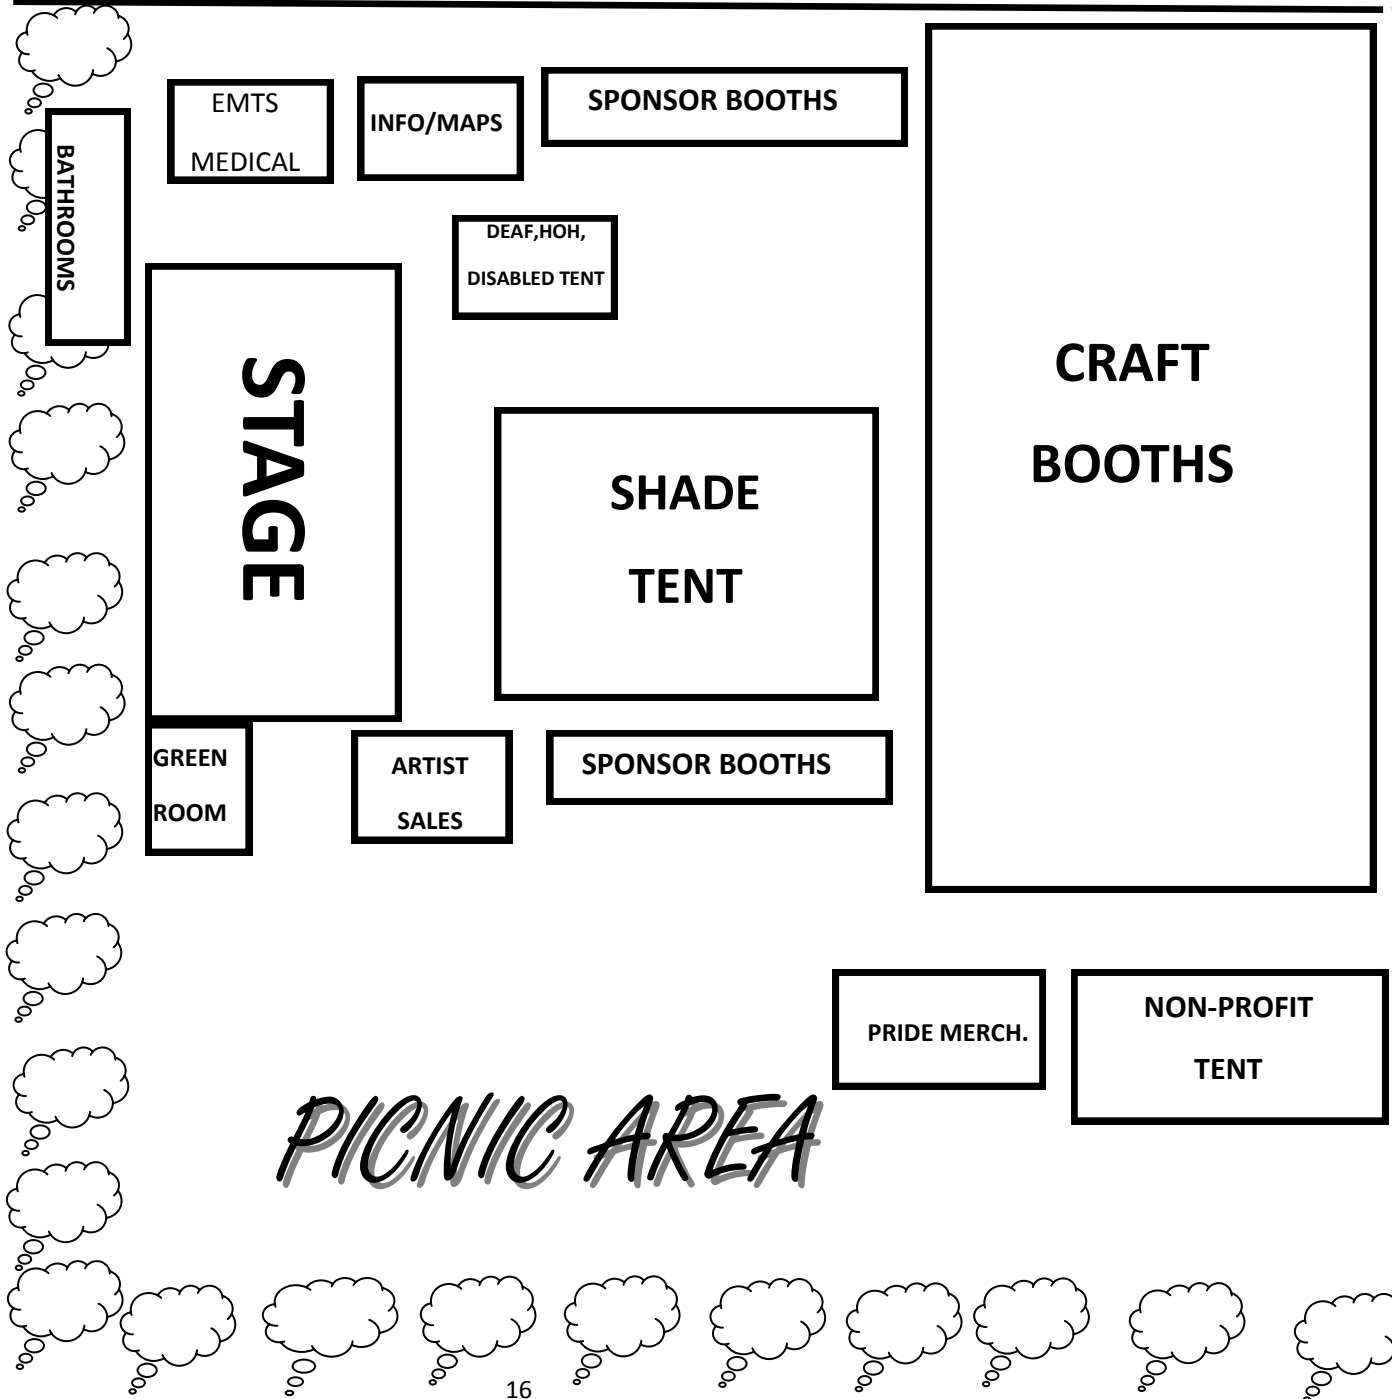 EMTS
MEDICAL
INFO/MAPS
SPONSOR BOOTHS
BATHROOMS
DEAF,HOH,
DISABLED TENT
STAGE
CRAFT
BOOTHS
SHADE
TENT
GREEN
ROOM
ARTIST
SALES
SPONSOR BOOTHS
PRIDE MERCH.
NON-PROFIT
TENT
PICNIC AREA
16